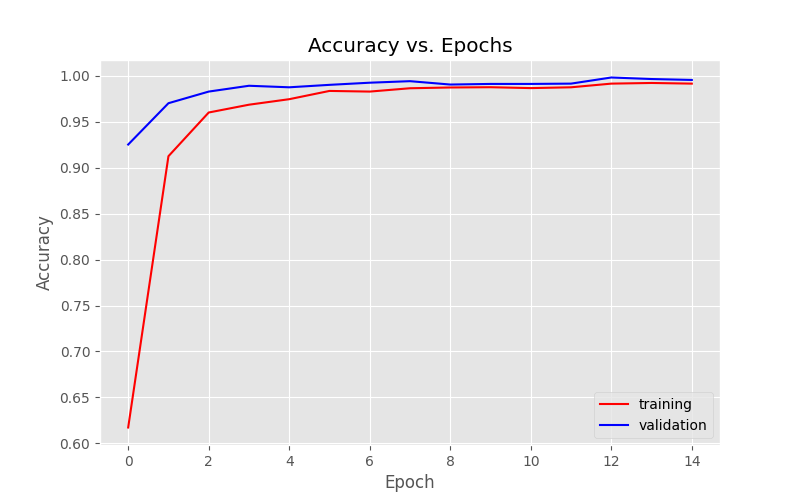 Accuracy vs. Epochs
1.00
0.95
0.90
0.85
0.80
0.75
0.70
0.65
0.60
Accuracy
training
validation
0 2 4 6 8 10 12 14
Epoch